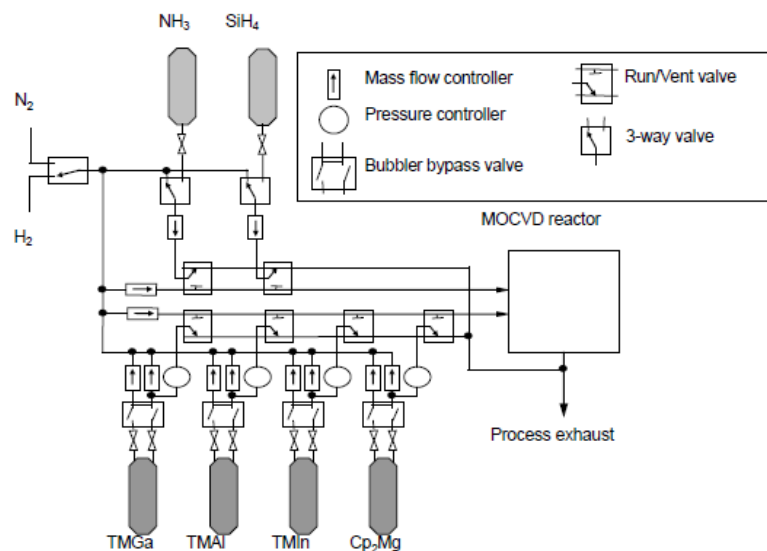 NH3 SiH4
N2
H2
Mass flow controller
Pressure controller
Bubbler bypass valve
Run/Vent valve
3-way valve
MOCVD reactor
Process exhaust
TMGa TMAl TMIn Cp2Mg